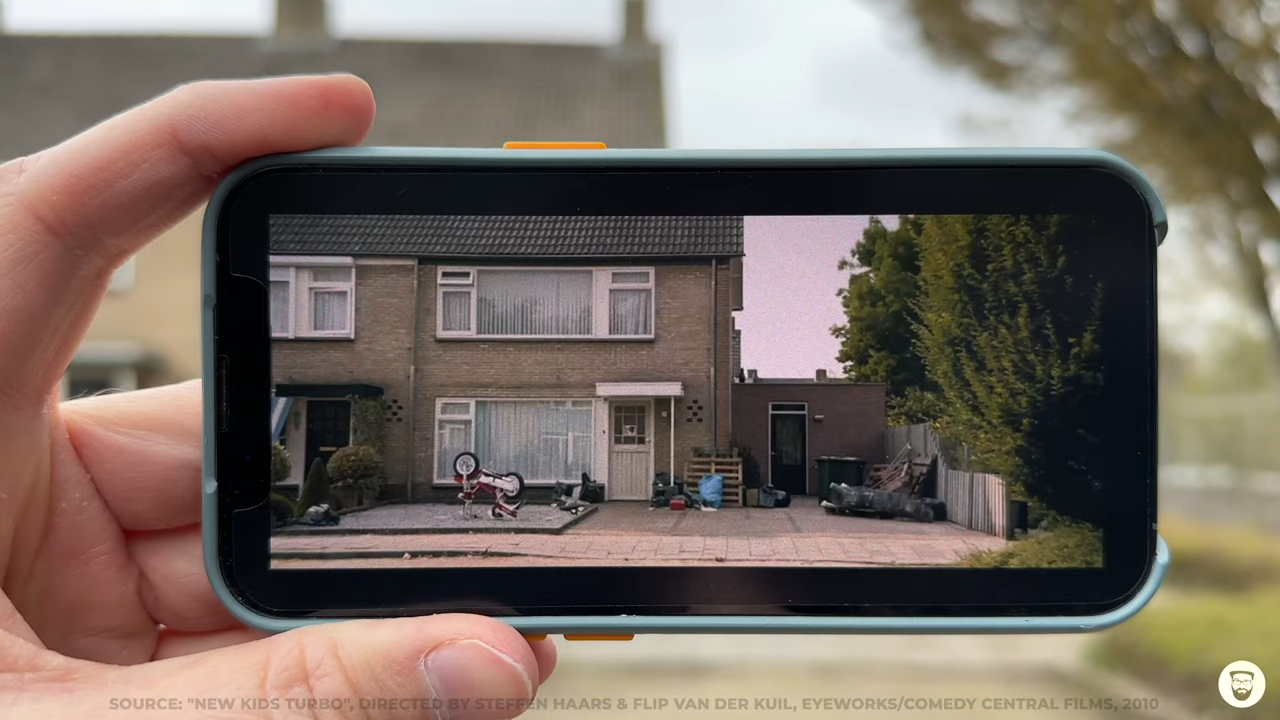 SOURCE: "NEW KIDS TURBO", DIRECTED BY STEFFEN HAARS & FLIP VAN DER KUIL, EYEWORKS/COMEDY CENTRAL FILMS, 2010